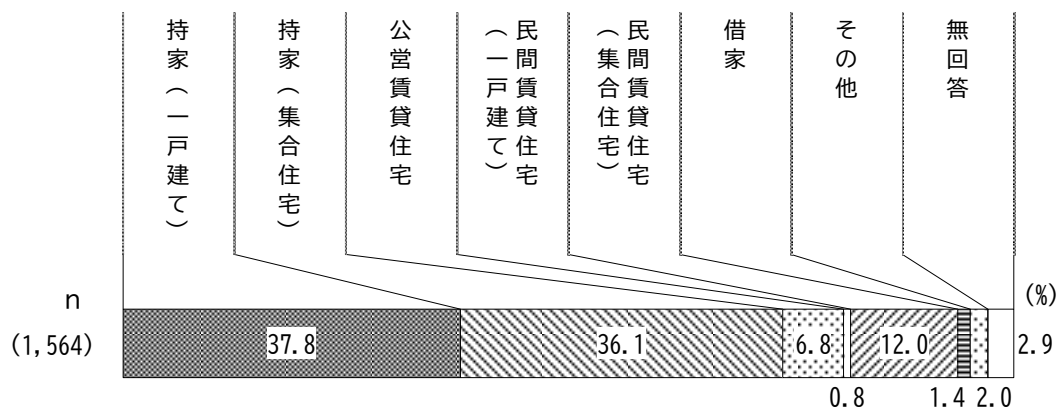 持家(一戸建て)
持家(集合住宅)
公営賃貸住宅
民間賃貸住宅
(一戸建て)
民間賃貸住宅
(集合住宅)
借家
その他
無回答
n
(%)
(1,564)
37.8
36.1
6.8
12.0
2.9
0.8
1.4
2.0